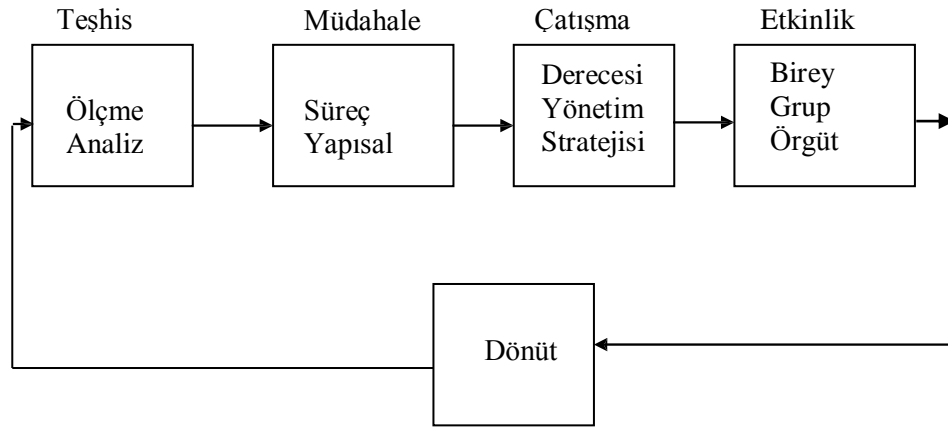 Teşhis
Müdahale
Çatışma
Etkinlik
Ölçme
Analiz
Süreç
Yapısal
Derecesi
Yönetim
Stratejisi
Birey
Grup
Örgüt
Dönüt